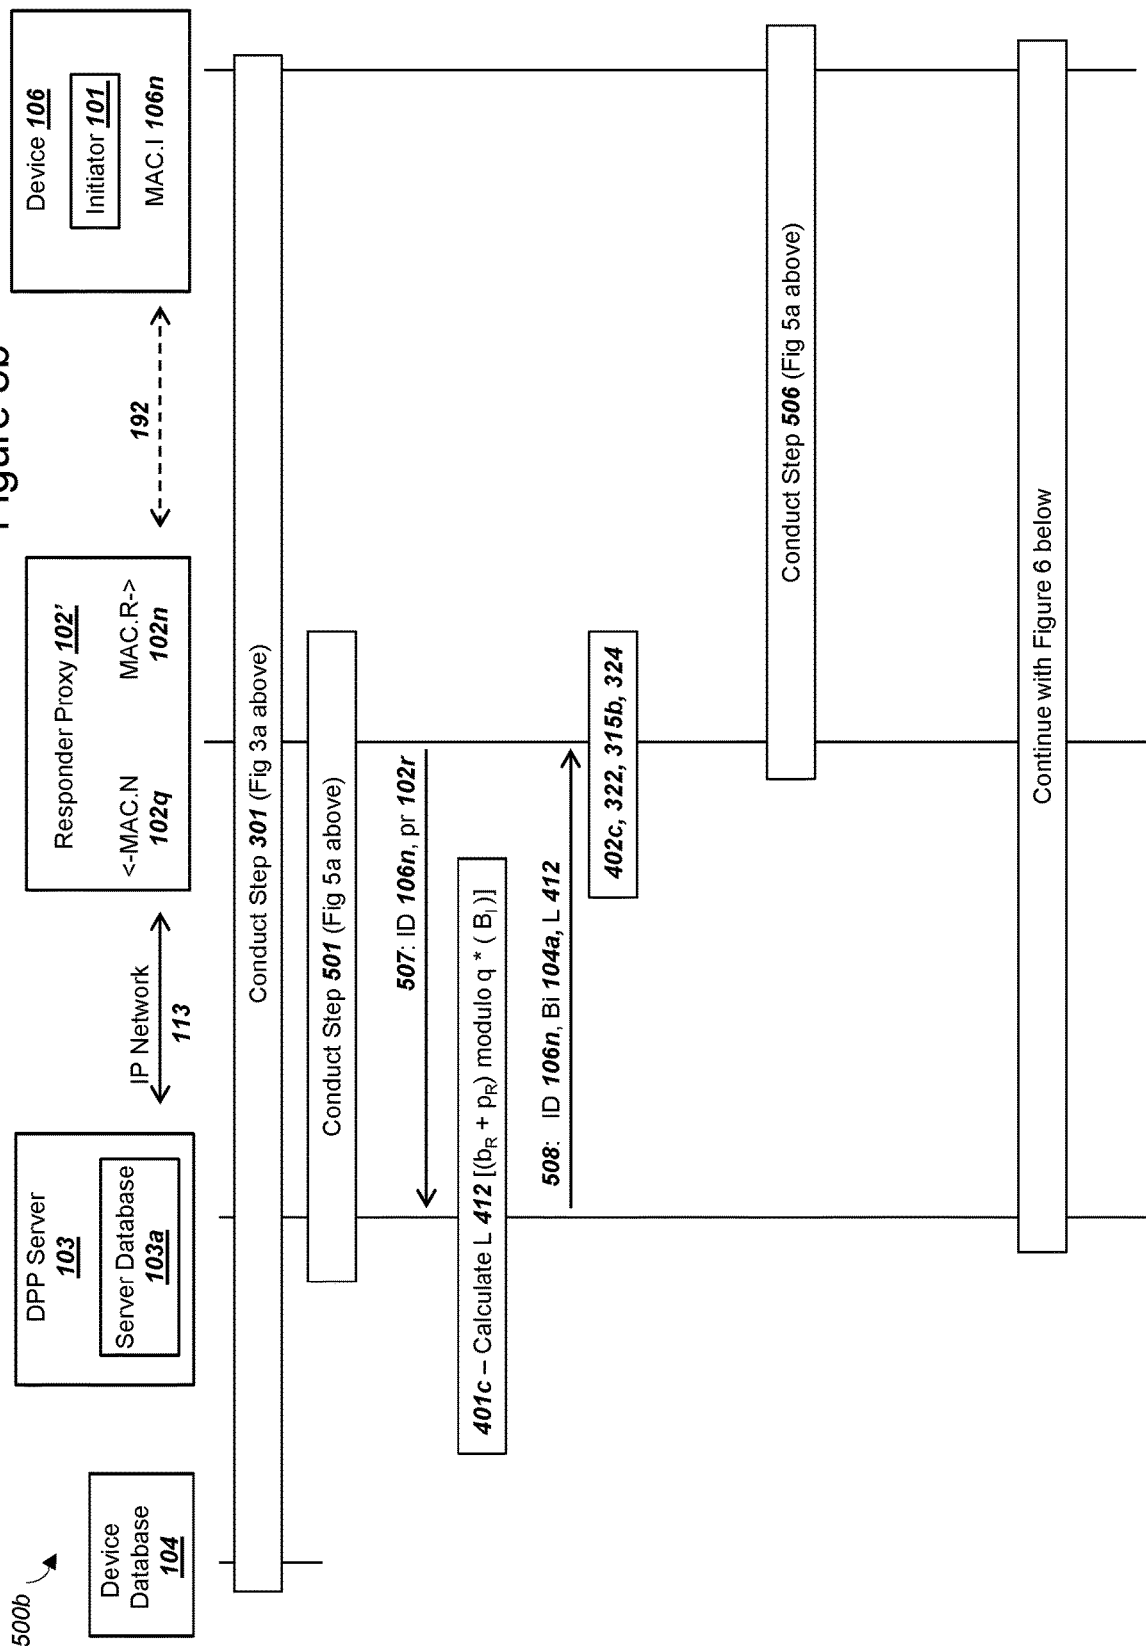 Figure 5b
500b
Device
Database
104
DPP Server
103
Server Database
103a
IP Network
113
Responder Proxy 102'
<-MAC.N
102q
MAC.R->
102n
192
Device 106
Initiator 101
MAC.I 106n
Conduct Step 301 (Fig 3a above)
Conduct Step 501 (Fig 5a above)
507: ID 106n, pr 102r
401c – Calculate L 412 [(bR + pR) modulo q * ( BI )]
508: ID 106n, Bi 104a, L 412
402c, 322, 315b, 324
Conduct Step 506 (Fig 5a above)
Continue with Figure 6 below